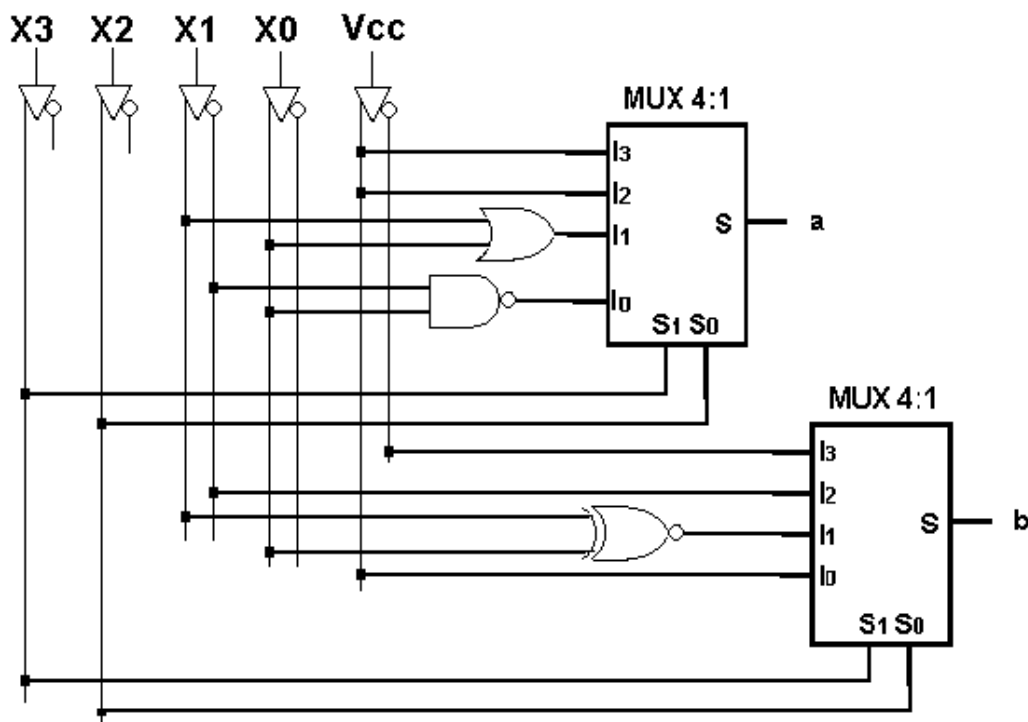 X3 X2 X1 X0 Vcc
MUX 4:1
I3
I2
I1
I0
S
a
S1 S0
MUX 4:1
I3
I2
I1
I0
S
b
S1 S0